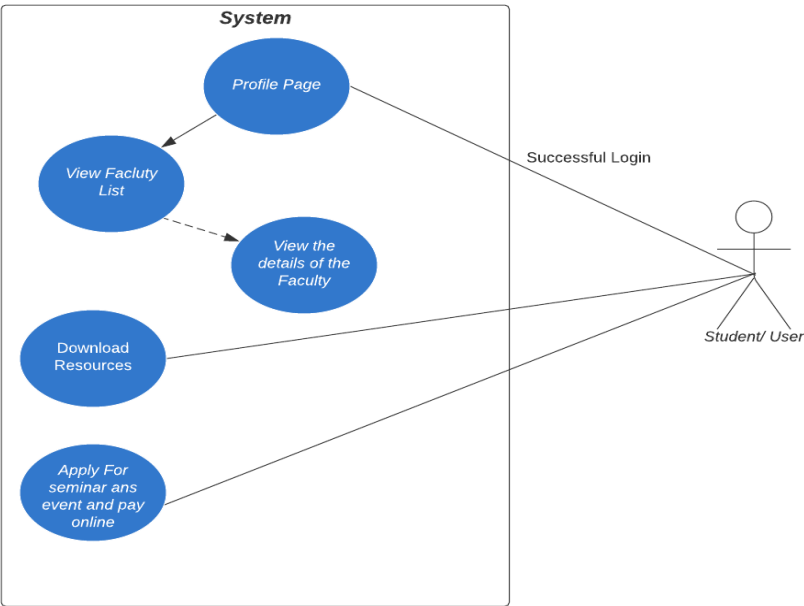 System
Profile Page
View Facluty
List
View the
details of the
Faculty
Download
Resources
Apply For
seminar ans
event and pay
online
Successful Login
Student/ User